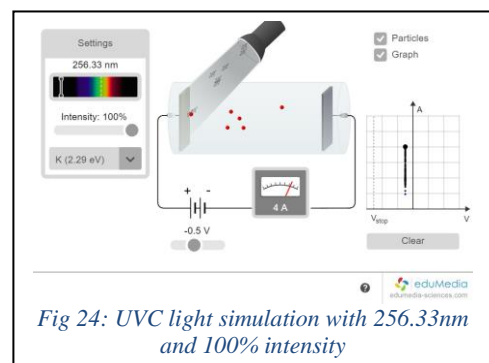 Settings
256.33 nm
Intensity: 100%
K (2.29 eV)
Particles
Graph
A
V
Vstop
Clear
+ -
4 A
-0.5 V
?
eduMedia
edumedia-sciences.com
Fig 24: UVC light simulation with 256.33nm
and 100% intensity